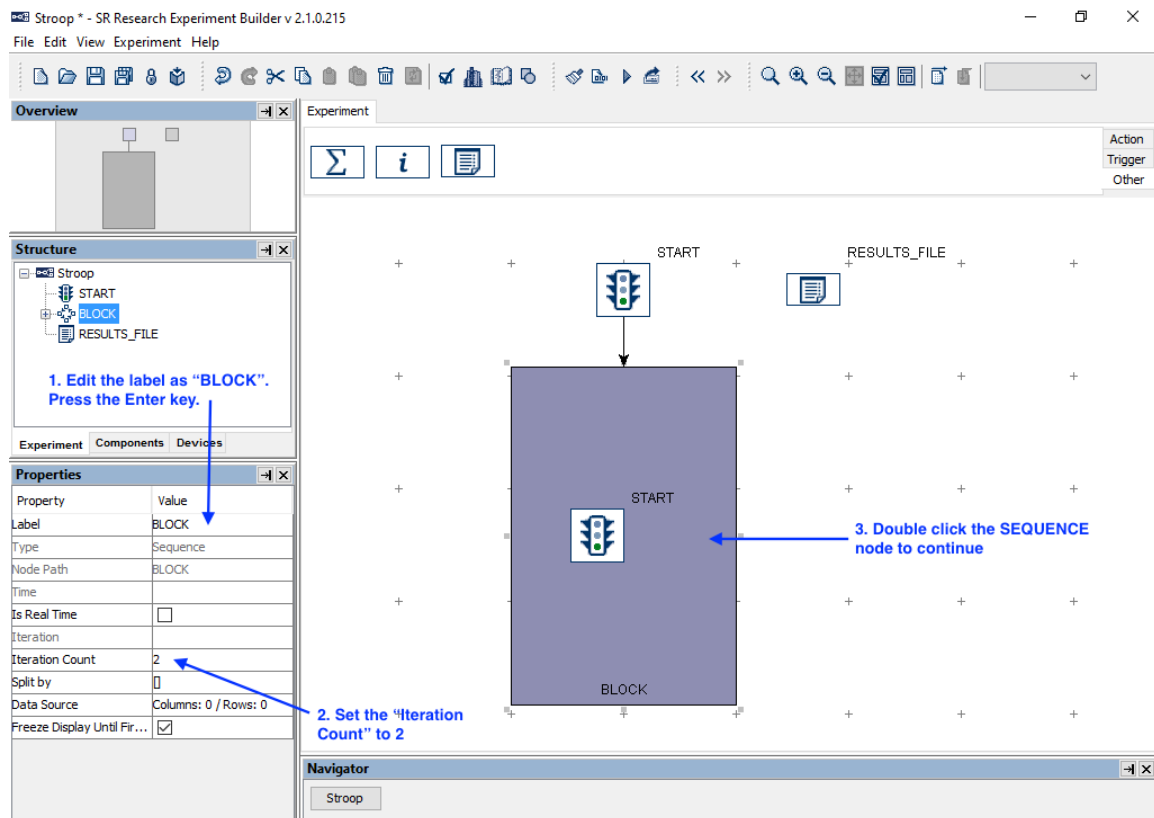 Stroop * - SR Research Experiment Builder v 2.1.0.215
File Edit View Experiment Help
Overview
Experiment
Action
Trigger
Other
Structure
Stroop
START
BLOCK
RESULTS_FILE
1. Edit the label as “BLOCK”.
Press the Enter key.
Experiment Components Devices
Properties
Property Value
Label BLOCK
Type Sequence
Node Path BLOCK
Time
Is Real Time
Iteration
Iteration Count 2
Split by []
Data Source Columns: 0 / Rows: 0
Freeze Display Until Fir...
2. Set the “Iteration
Count” to 2
START
RESULTS_FILE
START
BLOCK
3. Double click the SEQUENCE
node to continue
Navigator
Stroop